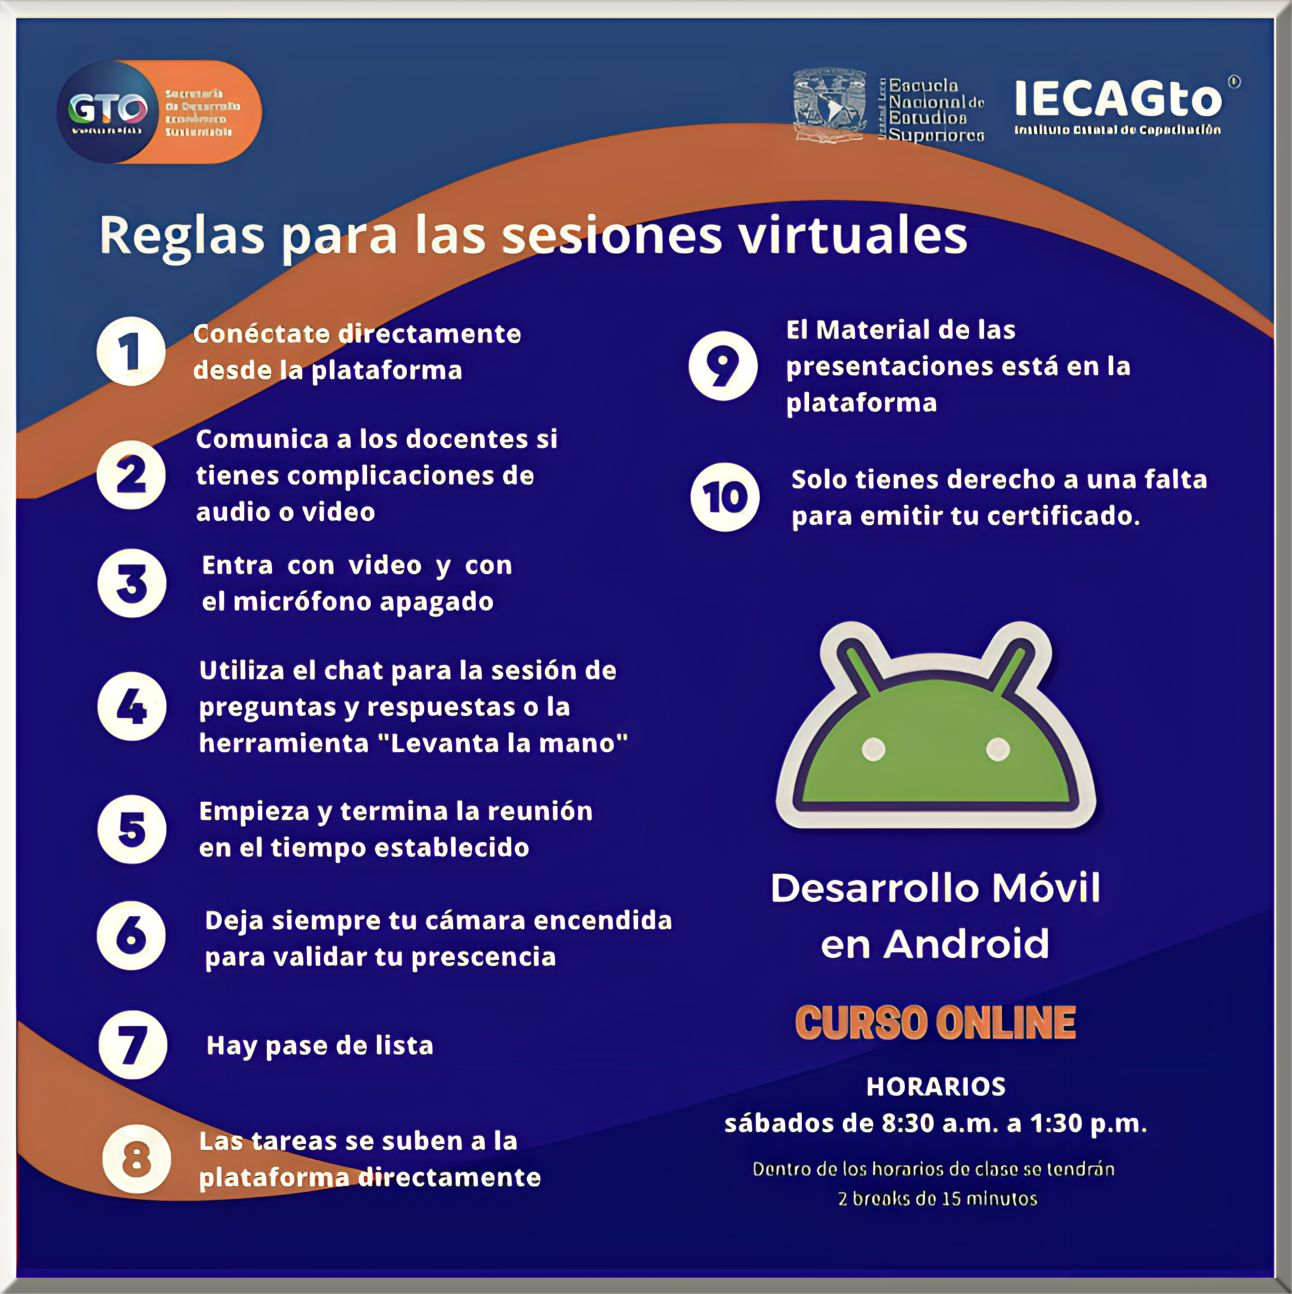 GTO
Secretaría
de Desarrollo
Económico
Sustentable
Escuela
Nacional de
Estudios
Superiores
IECAGto
Instituto Estatal de Capacitación
Reglas para las sesiones virtuales
1
Conéctate directamente
desde la plataforma
2
Comunica a los docentes si
tienes complicaciones de
audio o video
3
Entra con video y con
el micrófono apagado
4
Utiliza el chat para la sesión de
preguntas y respuestas o la
herramienta "Levanta la mano"
5
Empieza y termina la reunión
en el tiempo establecido
6
Deja siempre tu cámara encendida
para validar tu prescencia
7
Hay pase de lista
8
Las tareas se suben a la
plataforma directamente
9
El Material de las
presentaciones está en la
plataforma
10
Solo tienes derecho a una falta
para emitir tu certificado.
Desarrollo Móvil
en Android
CURSO ONLINE
HORARIOS
sábados de 8:30 a.m. a 1:30 p.m.
Dentro de los horarios de clase se tendrán
2 breaks de 15 minutos